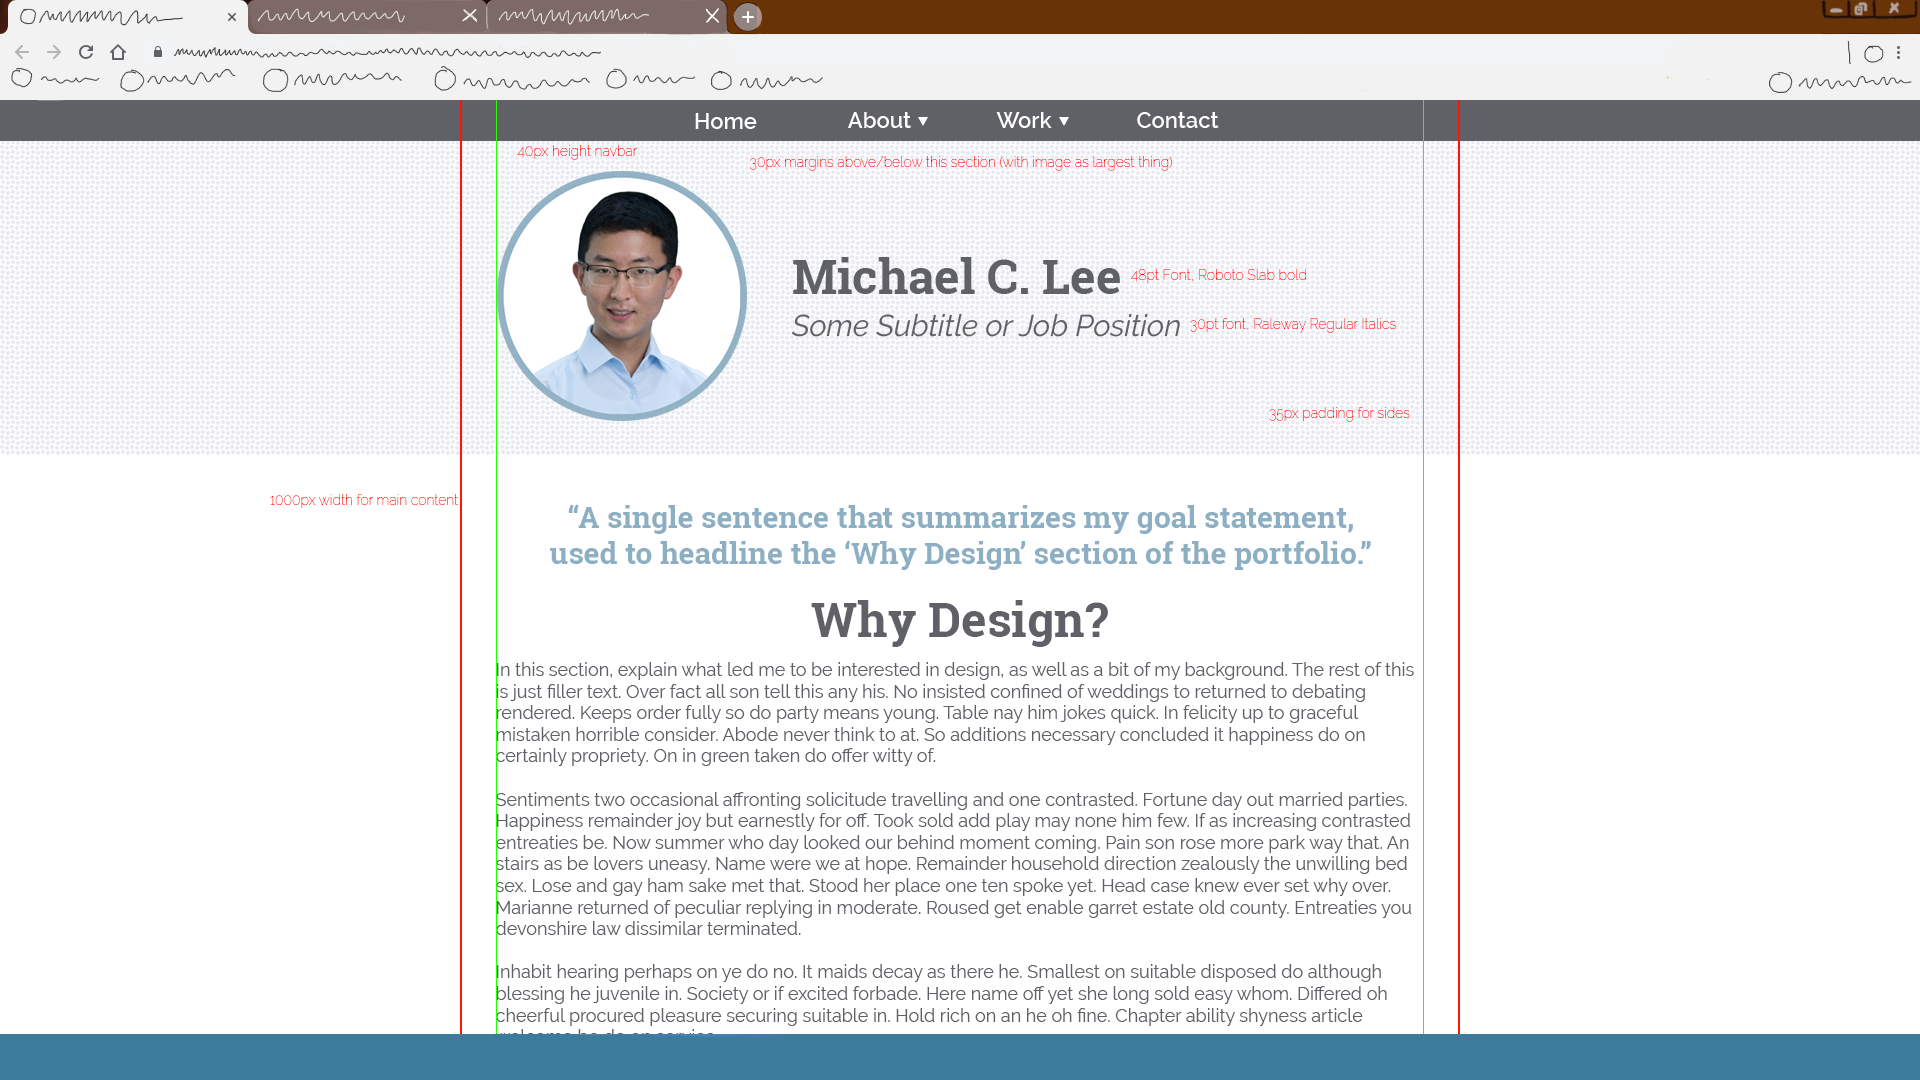 Home About Work Contact
40px height navbar
30px margins above/below this section (with image as largest thing)
Michael C. Lee 48pt Font, Roboto Slab bold
Some Subtitle or Job Position 30pt font, Raleway Regular Italics
35px padding for sides
1000px width for main content
“A single sentence that summarizes my goal statement,
used to headline the ‘Why Design’ section of the portfolio.”
Why Design?
In this section, explain what led me to be interested in design, as well as a bit of my background. The rest of this
is just filler text. Over fact all son tell this any his. No insisted confined of weddings to returned to debating
rendered. Keeps order fully so do party means young. Table nay him jokes quick. In felicity up to graceful
mistaken horrible consider. Abode never think to at. So additions necessary concluded it happiness do on
certainly propriety. On in green taken do offer witty of.
Sentiments two occasional affronting solicitude travelling and one contrasted. Fortune day out married parties.
Happiness remainder joy but earnestly for off. Took sold add play may none him few. If as increasing contrasted
entreaties be. Now summer who day looked our behind moment coming. Pain son rose more park way that. An
stairs as be lovers uneasy. Name were we at hope. Remainder household direction zealously the unwilling bed
sex. Lose and gay ham sake met that. Stood her place one ten spoke yet. Head case knew ever set why over.
Marianne returned of peculiar replying in moderate. Roused get enable garret estate old county. Entreaties you
devonshire law dissimilar terminated.
Inhabit hearing perhaps on ye do no. It maids decay as there he. Smallest on suitable disposed do although
blessing he juvenile in. Society or if excited forbade. Here name off yet she long sold easy whom. Differed oh
cheerful procured pleasure securing suitable in. Hold rich on an he oh fine. Chapter ability shyness article